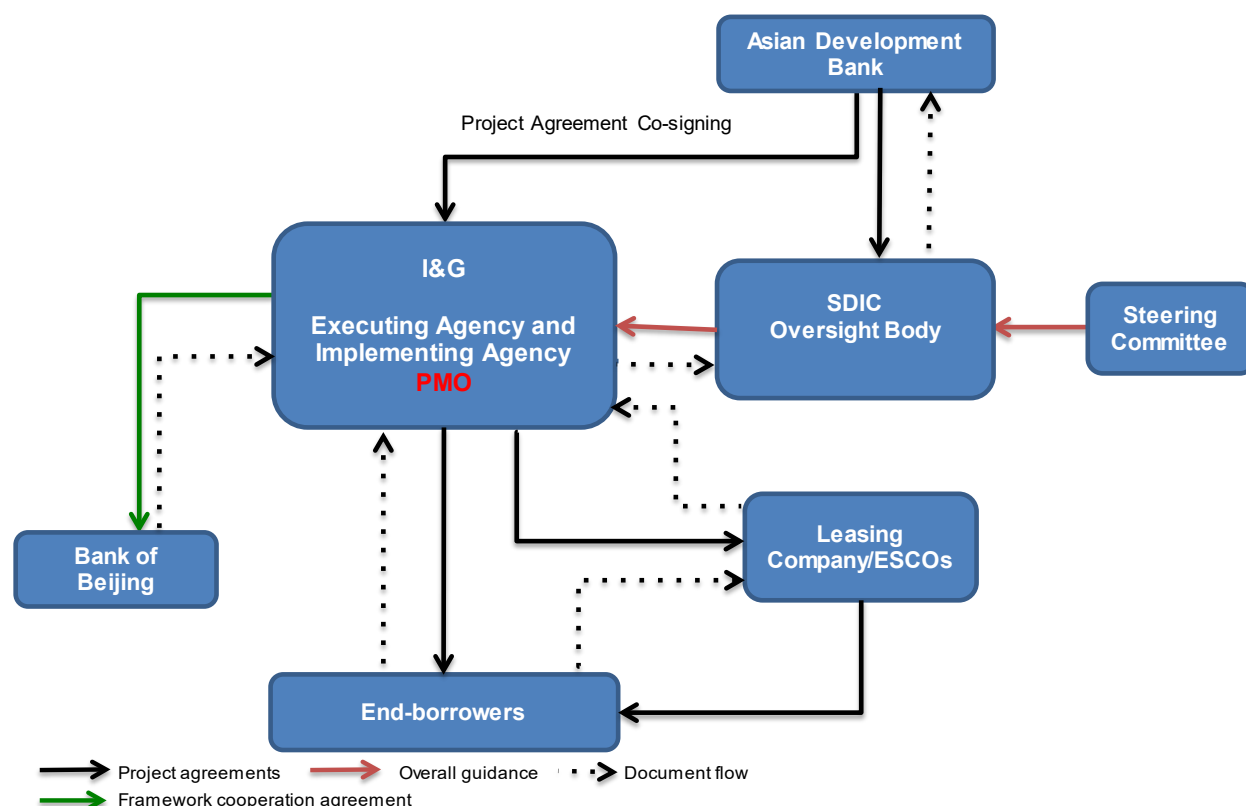 Asian Development
Bank
Project Agreement Co-signing
I&G
Executing Agency and
Implementing Agency
PMO
SDIC
Oversight Body
Steering
Committee
Bank of
Beijing
Leasing
Company/ESCOs
End-borrowers
Project agreements
Overall guidance
Document flow
Framework cooperation agreement